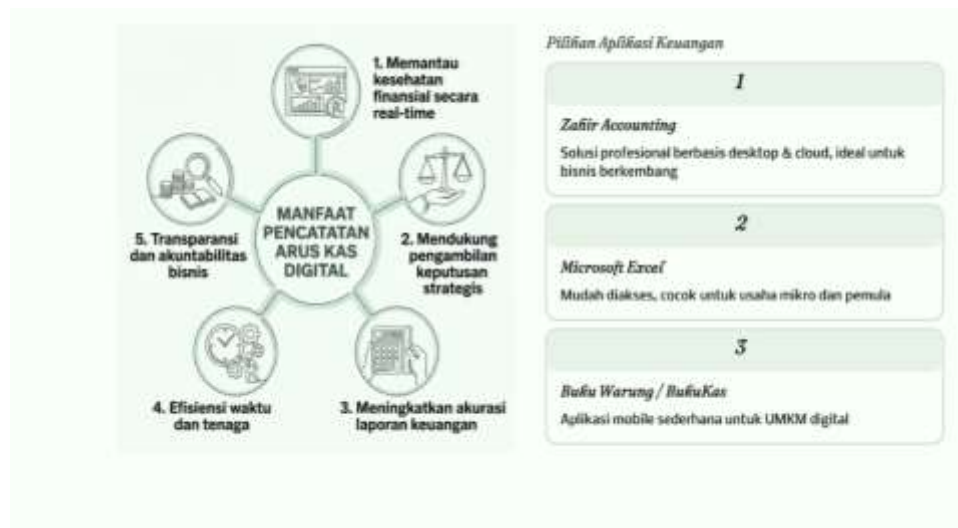 1. Memantau
kesehatan
finansial secara
real-time
MANFAAT
PENCATATAN
ARUS KAS
DIGITAL
2. Mendukung
pengambilan
keputusan
strategis
3. Meningkatkan akurasi
laporan keuangan
4. Efisiensi waktu
dan tenaga
5. Transparansi
dan akuntabilitas
bisnis
Pilihan Aplikasi Keuangan
1
Zahir Accounting
Solusi profesional berbasis desktop & cloud, ideal untuk
bisnis berkembang
2
Microsoft Excel
Mudah diakses, cocok untuk usaha mikro dan pemula
3
Buku Warung / BukuKas
Aplikasi mobile sederhana untuk UMKM digital